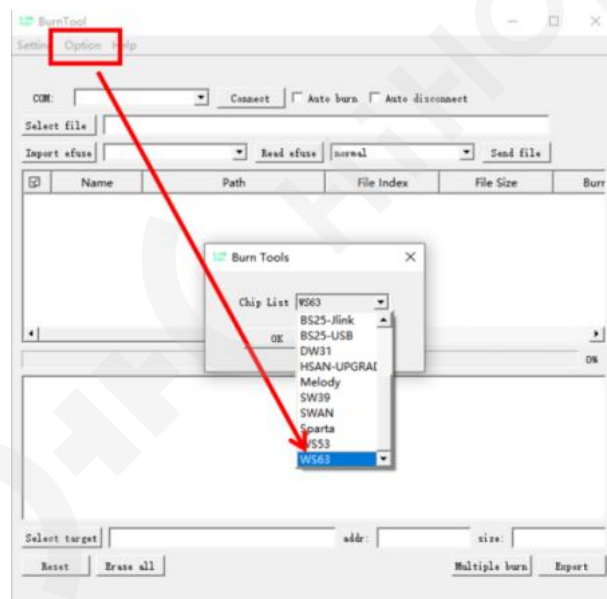 BurnTool
Setting Option Help
COM: Connect Auto burn Auto disconnect
Select file
Import efuse Read efuse normal Send file
Name Path File Index File Size Burr
Burn Tools
Chip List WS63
BS25-Jlink
OK BS25-USB
DW31
HSAN-UPGRAD
Melody
SW39
SWAN
Sparta
WS53
WS63
0%
Select target addr: size:
Reset Erase all Multiple burn Export